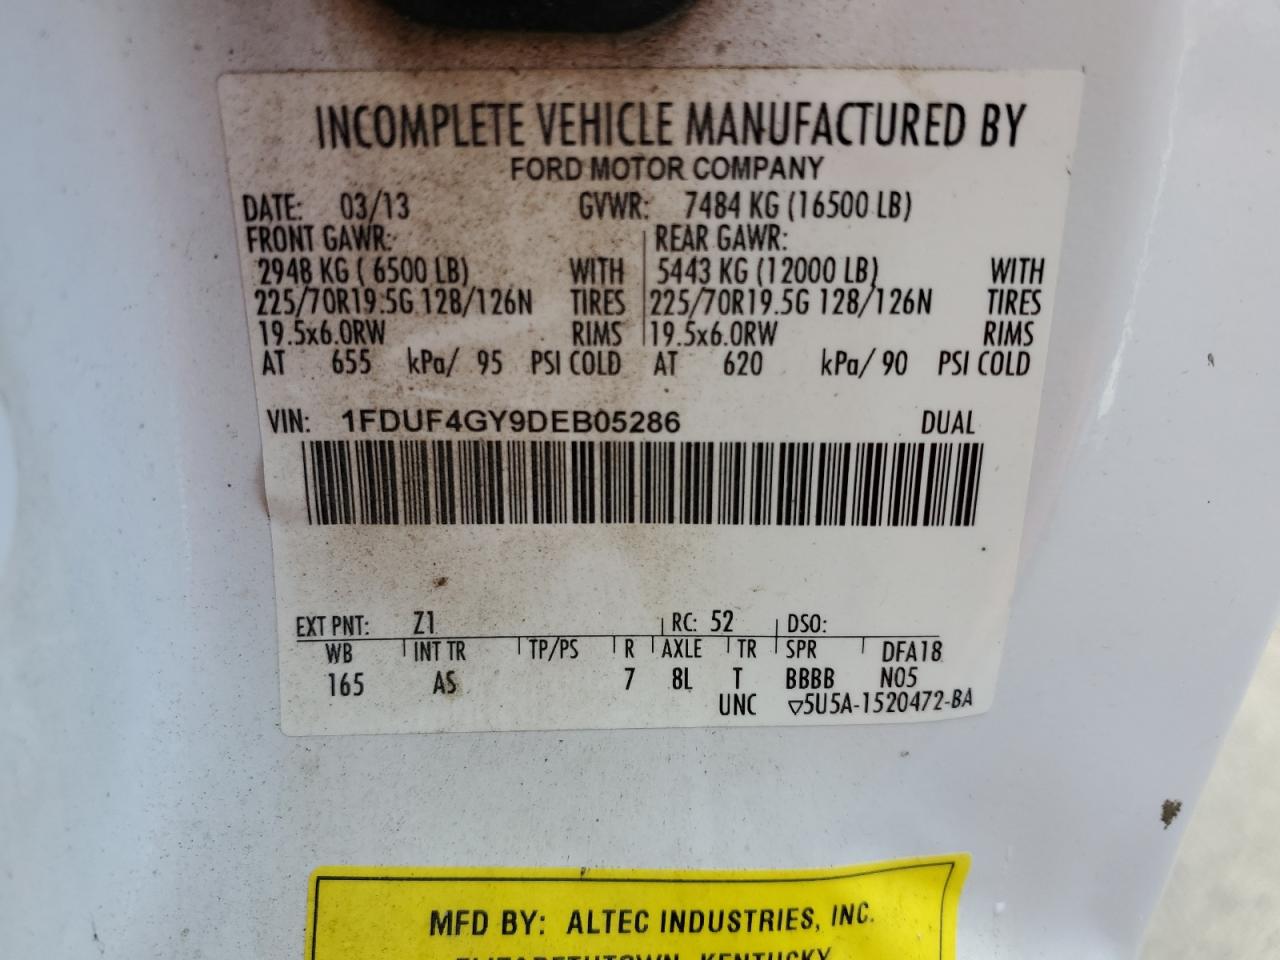 INCOMPLETE VEHICLE MANUFACTURED BY
FORD MOTOR COMPANY
DATE: 03/13 GVWR: 7484 KG (16500 LB)
FRONT GAWR: REAR GAWR:
2948 KG ( 6500 LB) WITH 5443 KG (12000 LB) WITH
225/70R19.5G 128/126N TIRES 225/70R19.5G 128/126N TIRES
19.5x6.0RW RIMS 19.5x6.0RW RIMS
AT 655 kPa/ 95 PSI COLD AT 620 kPa/ 90 PSI COLD
VIN: 1FDUF4GY9DEB05286 DUAL
EXT PNT: Z1 RC: 52 DSO:
WB INT TR TP/PS R AXLE TR SPR DFA18
165 AS 7 8L T BBBB N05
UNC ▽5U5A-1520472-BA
MFD BY: ALTEC INDUSTRIES, INC.
ELIZABETHTOWN, KENTUCKY